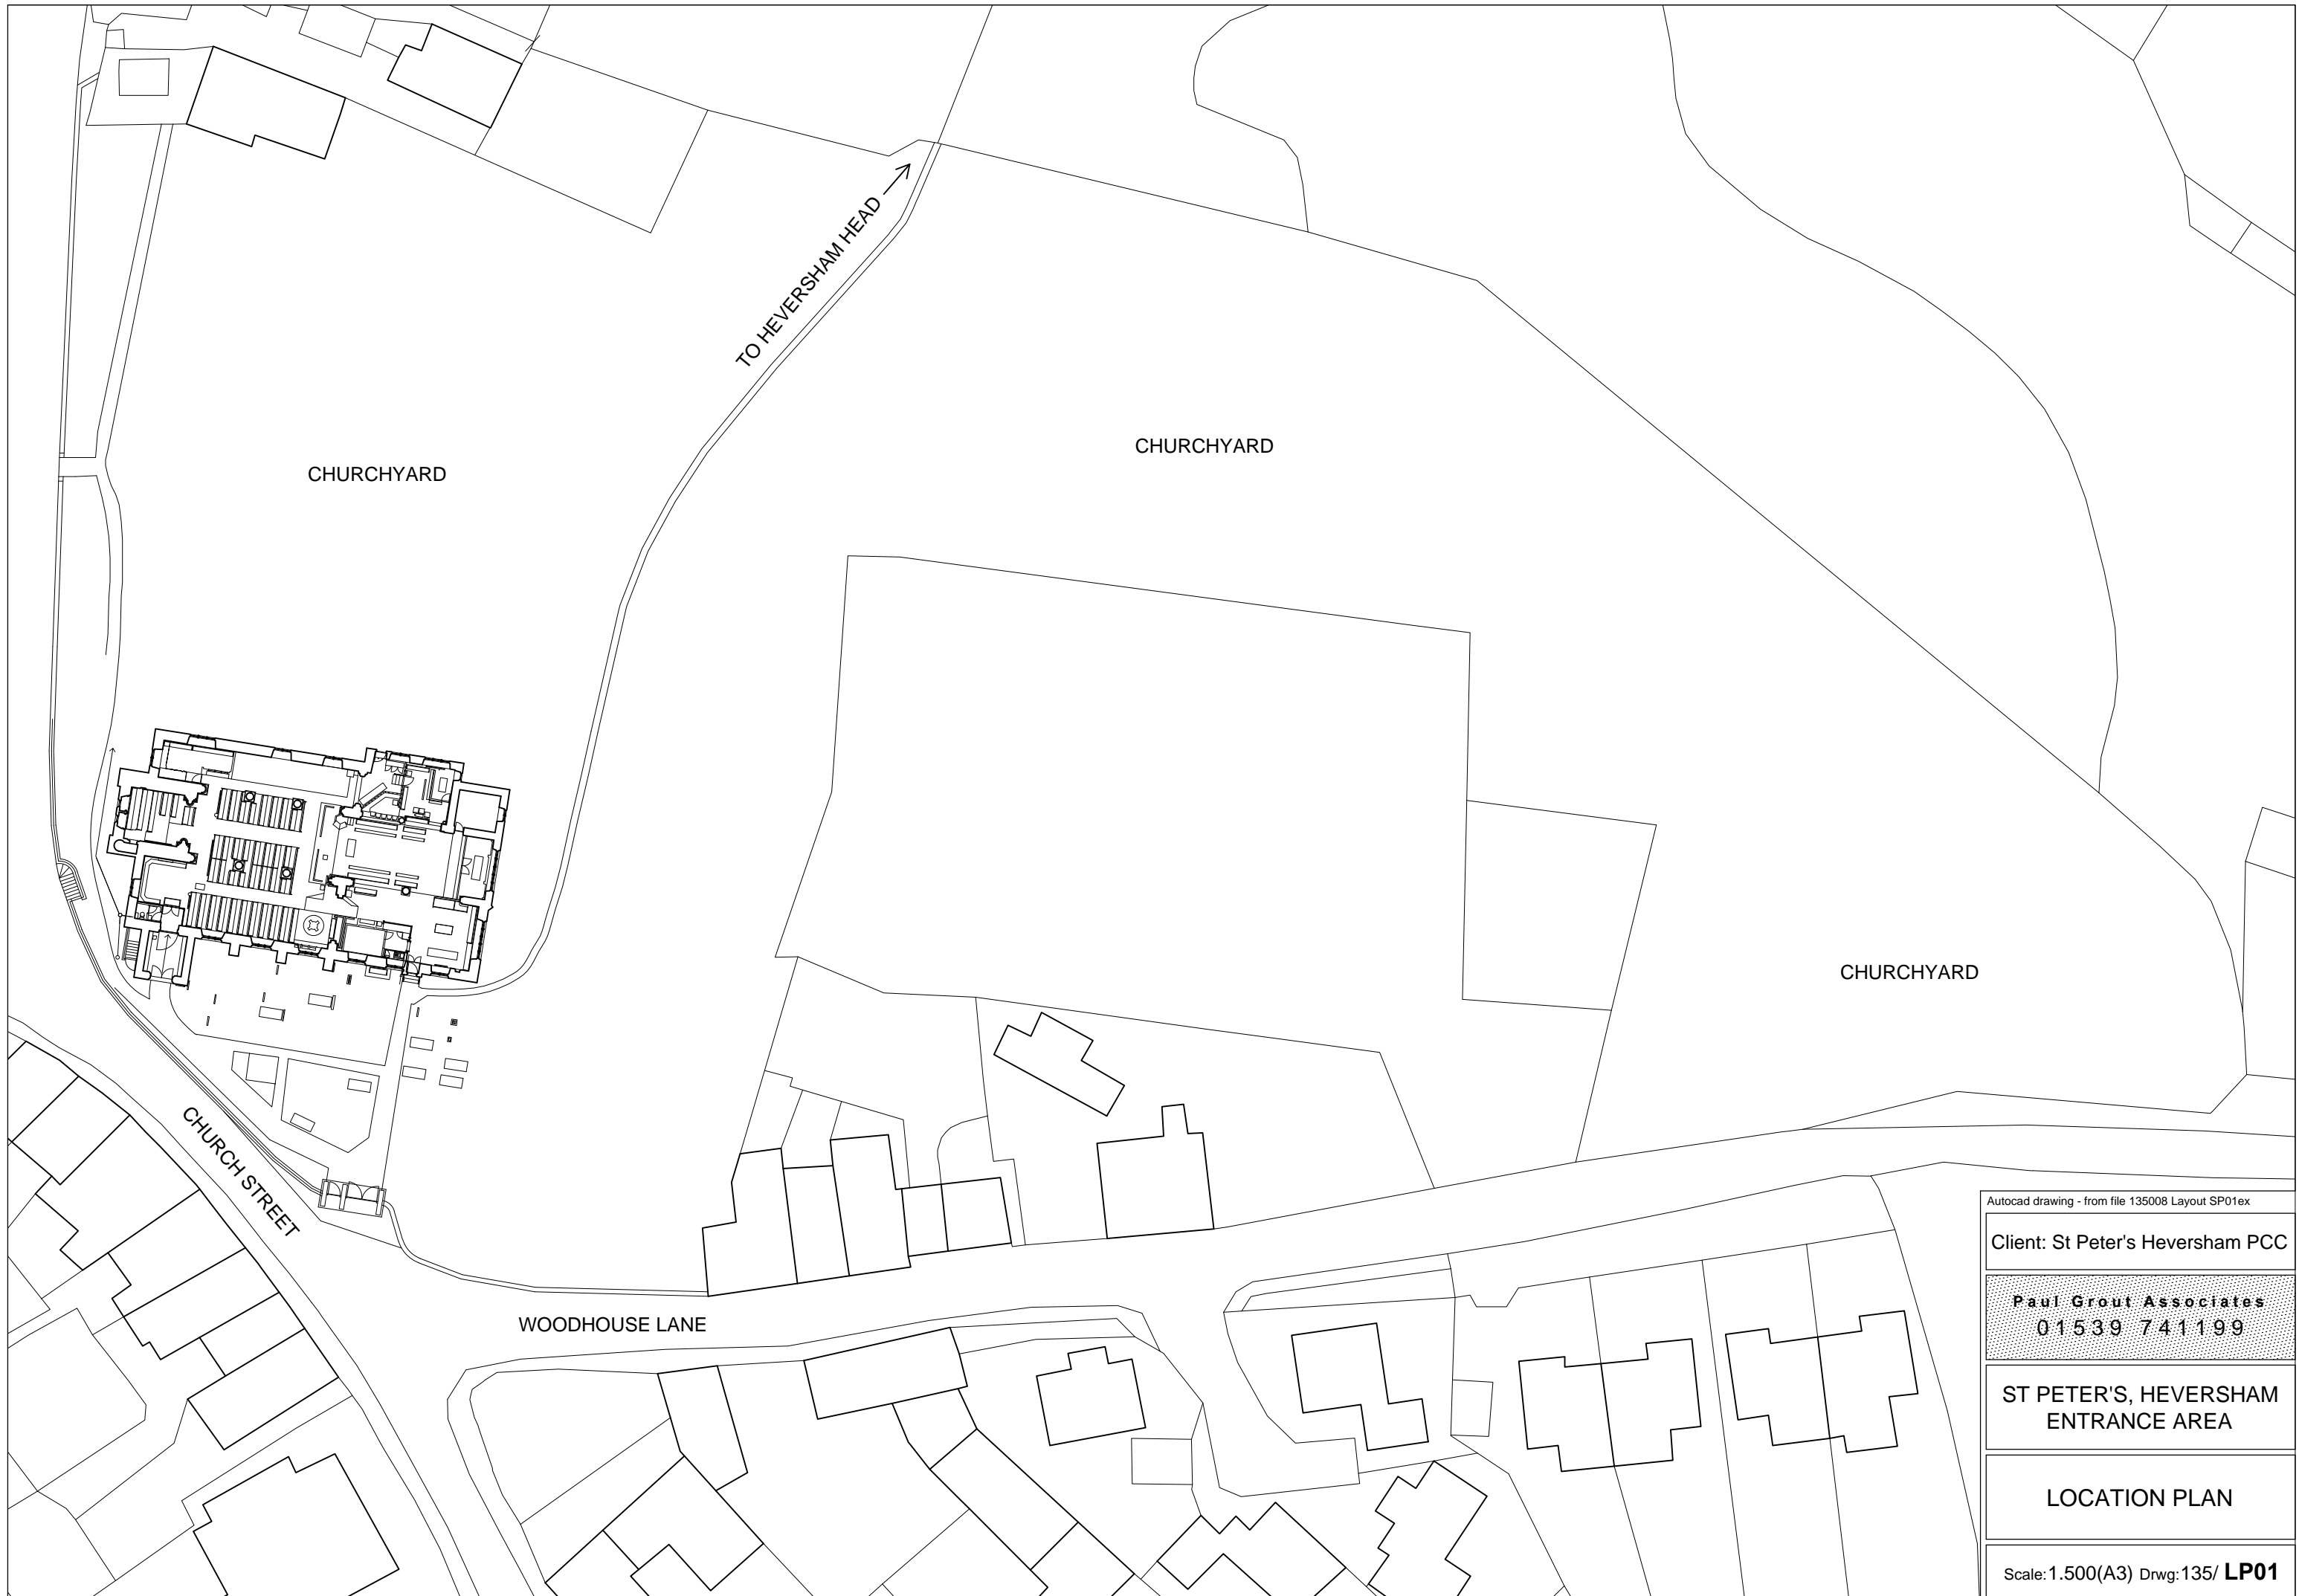 TO HEVERSHAM HEAD
CHURCHYARD
CHURCHYARD
CHURCHYARD
CHURCH STREET
WOODHOUSE LANE
Autocad drawing - from file 135008 Layout SP01ex
Client: St Peter's Heversham PCC
Paul Grout Associates
01539 741199
ST PETER'S, HEVERSHAM
ENTRANCE AREA
LOCATION PLAN
Scale:1.500(A3) Drwg:135/ LP01